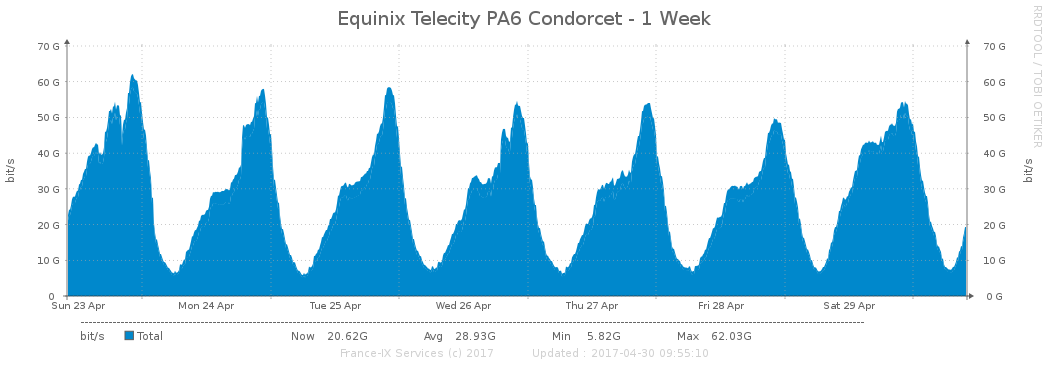 Equinix Telecity PA6 Condorcet - 1 Week
RRDTOOL / TOBI OETIKER
bit/s
70 G
60 G
50 G
40 G
30 G
20 G
10 G
0
70 G
60 G
50 G
40 G
30 G
20 G
10 G
0 G
bit/s
Sun 23 Apr Mon 24 Apr Tue 25 Apr Wed 26 Apr Thu 27 Apr Fri 28 Apr Sat 29 Apr
bit/s Total Now 20.62G Avg 28.93G Min 5.82G Max 62.03G
France-IX Services (c) 2017 Updated : 2017-04-30 09:55:10